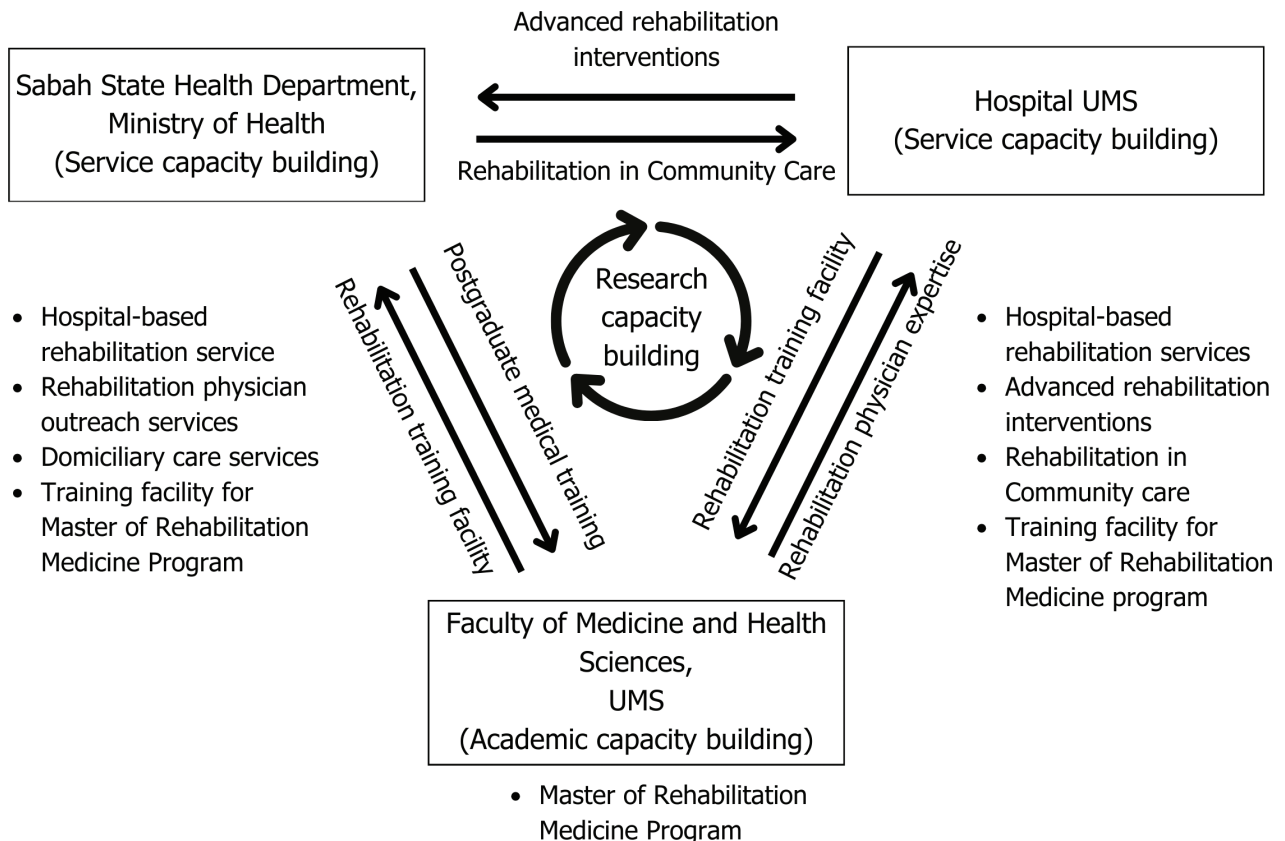 Advanced rehabilitation
interventions
Sabah State Health Department,
Ministry of Health
(Service capacity building)
Hospital UMS
(Service capacity building)
Rehabilitation in Community Care
Research
capacity
building
Rehabilitation training facility
Postgraduate medical training
Rehabilitation training facility
Rehabilitation physician expertise
• Hospital-based
rehabilitation service
• Rehabilitation physician
outreach services
• Domiciliary care services
• Training facility for
Master of Rehabilitation
Medicine Program
• Hospital-based
rehabilitation services
• Advanced rehabilitation
interventions
• Rehabilitation in
Community care
• Training facility for
Master of Rehabilitation
Medicine program
Faculty of Medicine and Health
Sciences,
UMS
(Academic capacity building)
• Master of Rehabilitation
Medicine Program